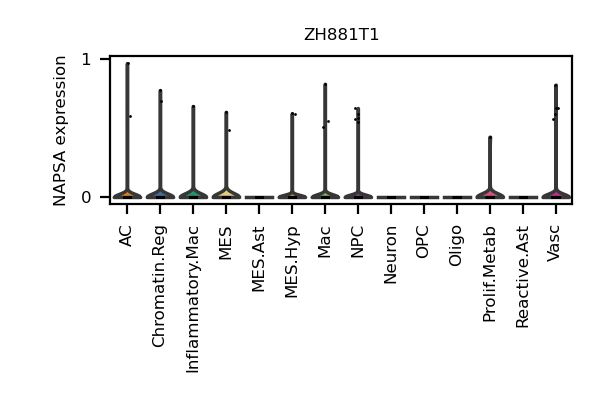 ZH881T1
NAPSA expression
1
0
AC
Chromatin.Reg
Inflammatory.Mac
MES
MES.Ast
MES.Hyp
Mac
NPC
Neuron
OPC
Oligo
Prolif.Metab
Reactive.Ast
Vasc